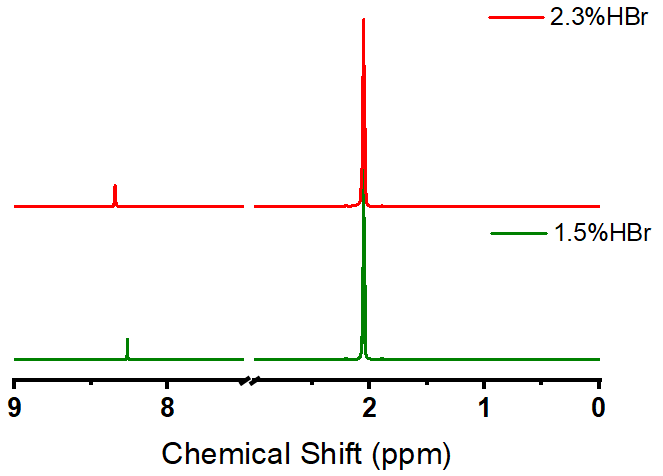 2.3%HBr
1.5%HBr
9 8 2 1 0
Chemical Shift (ppm)